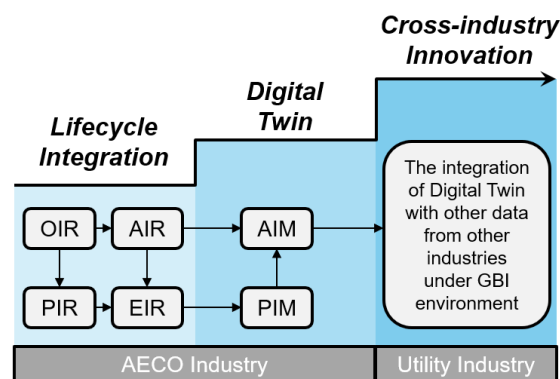 Cross-industry
Innovation
Digital
Twin
Lifecycle
Integration
OIR
AIR
AIM
PIR
EIR
PIM
The integration
of Digital Twin
with other data
from other
industries
under GBI
environment
AECO Industry
Utility Industry